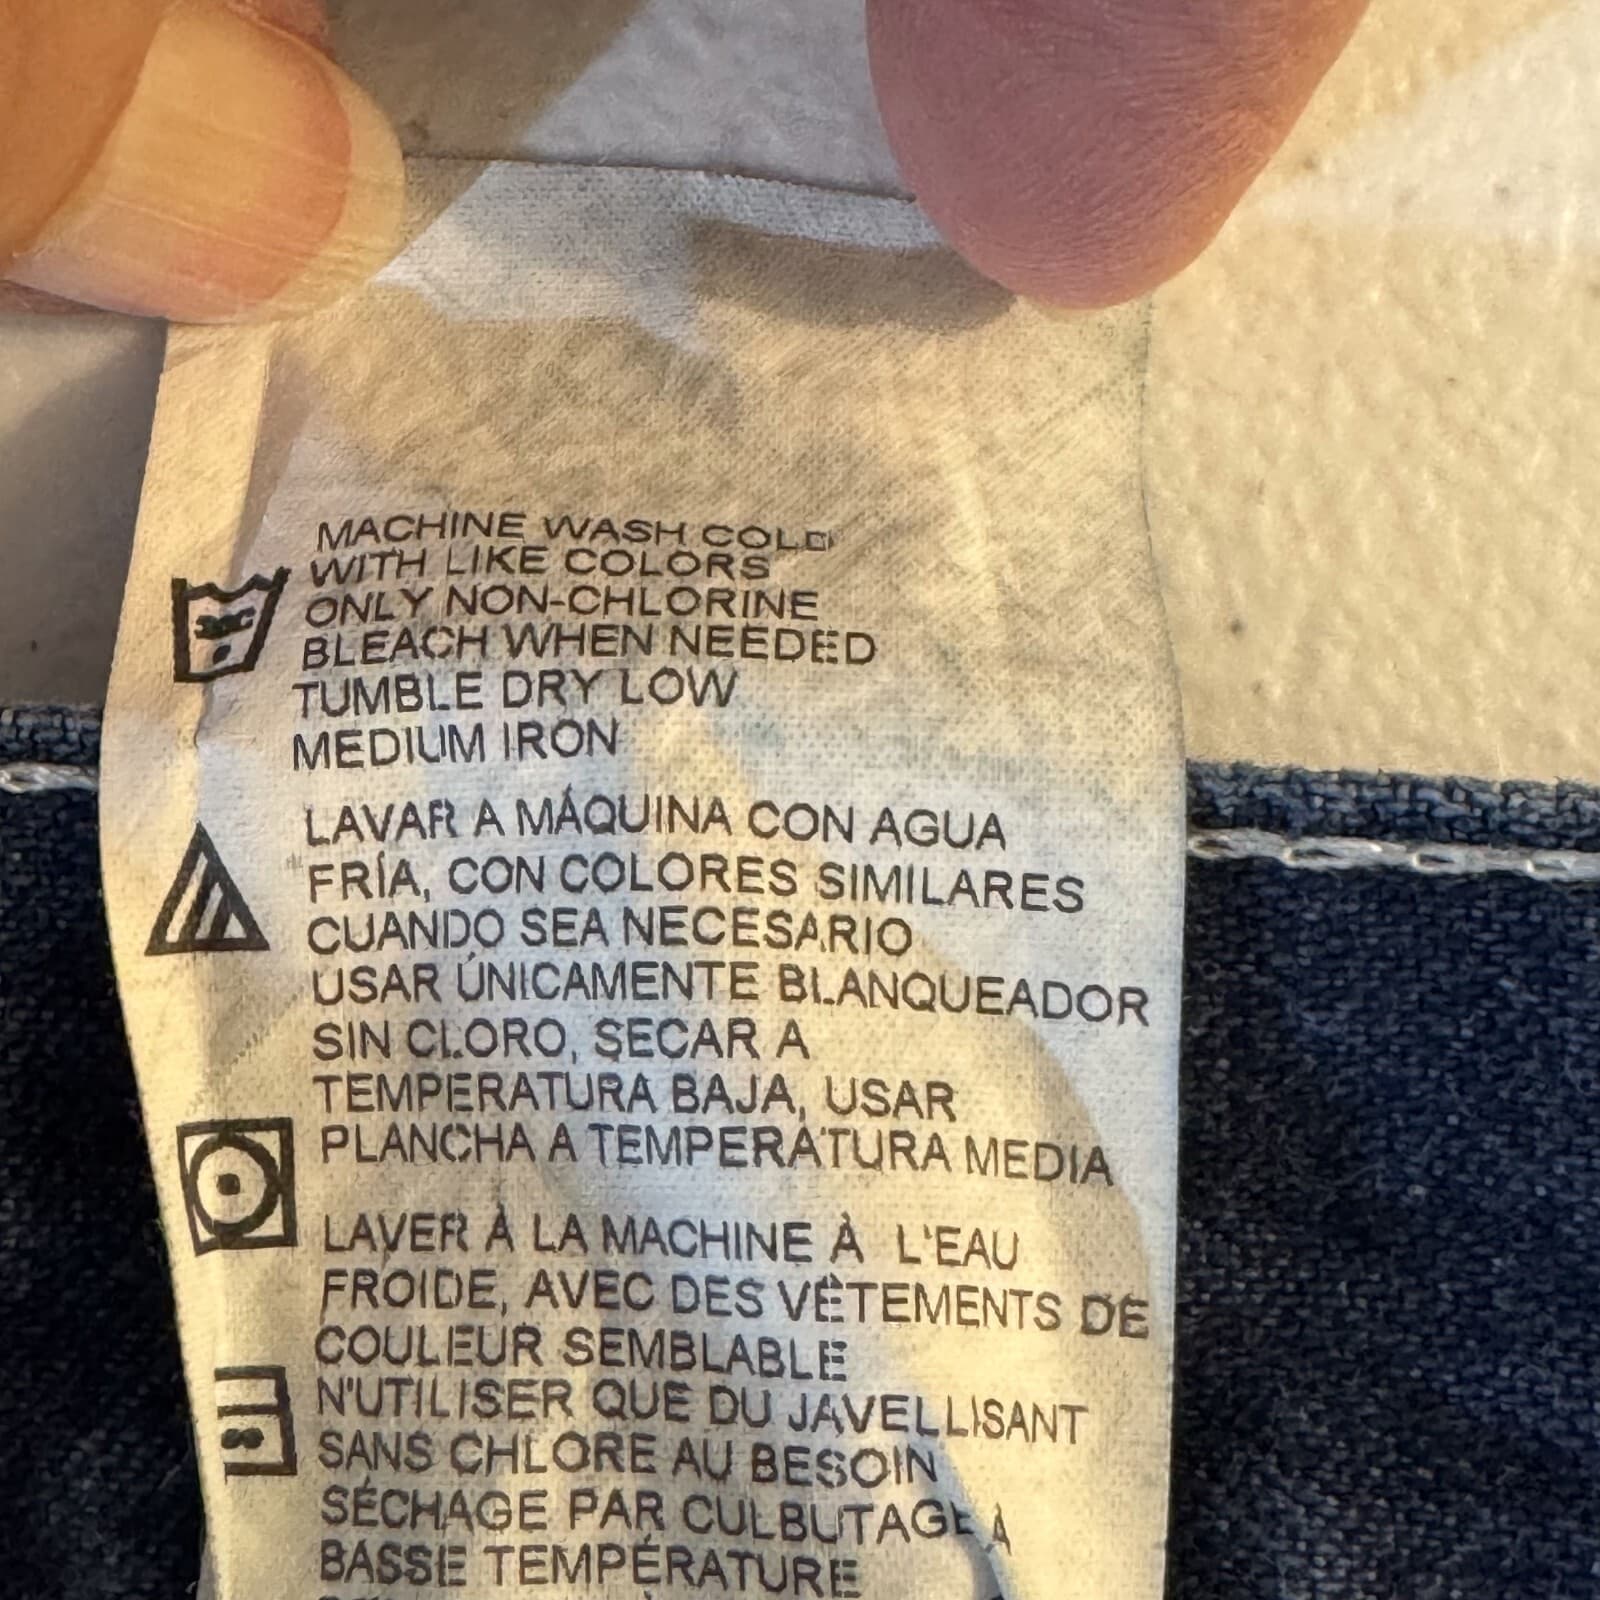 MACHINE WASH COLD
WITH LIKE COLORS
ONLY NON-CHLORINE
BLEACH WHEN NEEDED
TUMBLE DRY LOW
MEDIUM IRON
LAVAR A MÁQUINA CON AGUA
FRÍA, CON COLORES SIMILARES
CUANDO SEA NECESARIO
USAR ÚNICAMENTE BLANQUEADOR
SIN CLORO, SECAR A
TEMPERATURA BAJA, USAR
PLANCHA A TEMPERATURA MEDIA
LAVER À LA MACHINE À L'EAU
FROIDE, AVEC DES VÊTEMENTS DE
COULEUR SEMBLABLE
N'UTILISER QUE DU JAVELLISANT
SANS CHLORE AU BESOIN
SÉCHAGE PAR CULBUTAGE À
BASSE TEMPÉRATURE